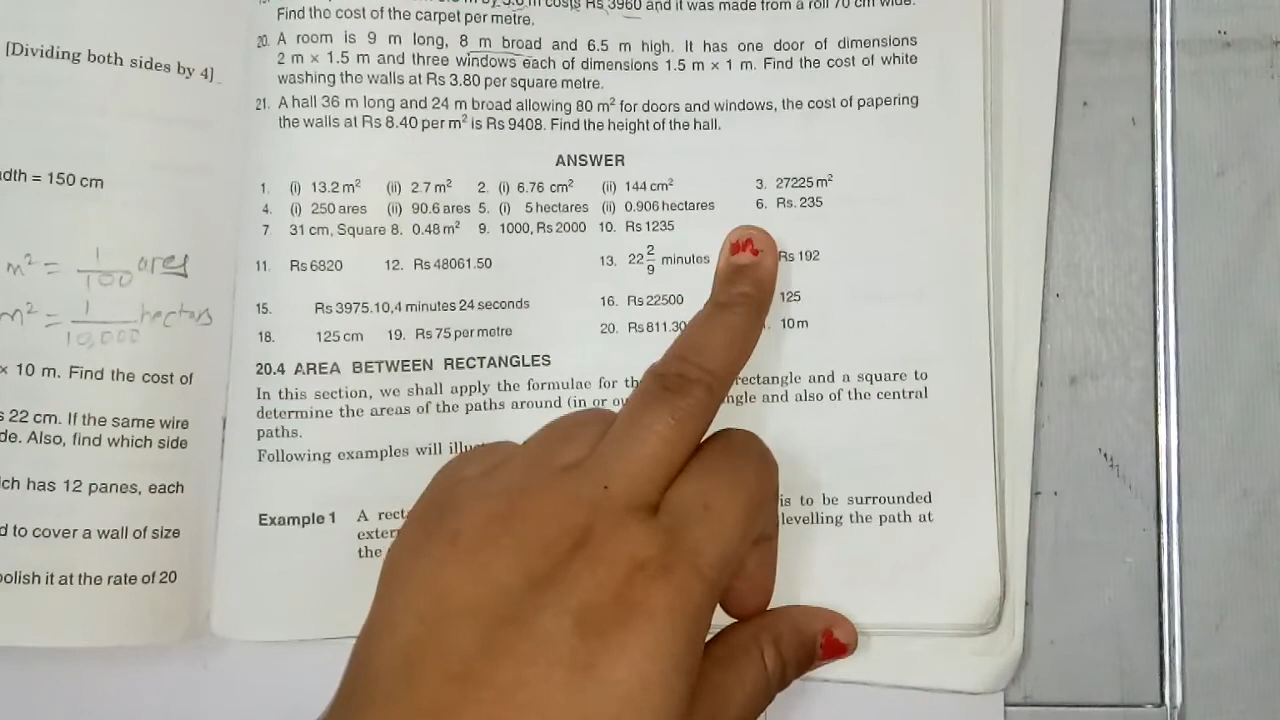 [Dividing both sides by 4]
dth = 150 cm
m² = 1/100 ares
m² = 1/10,000 hectors
× 10 m. Find the cost of
s 22 cm. If the same wire
de. Also, find which side
ch has 12 panes, each
d to cover a wall of size
polish it at the rate of 20
costs Rs 3960 and it was made from a roll 70 cm wide.
Find the cost of the carpet per metre.
20. A room is 9 m long, 8 m broad and 6.5 m high. It has one door of dimensions
2 m × 1.5 m and three windows each of dimensions 1.5 m × 1 m. Find the cost of white
washing the walls at Rs 3.80 per square metre.
21. A hall 36 m long and 24 m broad allowing 80 m² for doors and windows, the cost of papering
the walls at Rs 8.40 per m² is Rs 9408. Find the height of the hall.
ANSWER
1. (i) 13.2 m² (ii) 2.7 m² 2. (i) 6.76 cm² (ii) 144 cm² 3. 27225 m²
4. (i) 250 ares (ii) 90.6 ares 5. (i) 5 hectares (ii) 0.906 hectares 6. Rs. 235
7 31 cm, Square 8. 0.48 m² 9. 1000, Rs 2000 10. Rs 1235
11. Rs 6820 12. Rs 48061.50 13. 22 2/9 minutes Rs 192
15. Rs 3975.10, 4 minutes 24 seconds 16. Rs 22500 125
18. 125 cm 19. Rs 75 per metre 20. Rs 811.30 10 m
20.4 AREA BETWEEN RECTANGLES
In this section, we shall apply the formulae for th rectangle and a square to
determine the areas of the paths around (in or ou ngle and also of the central
paths.
Following examples will illu
Example 1 A rect is to be surrounded
exter levelling the path at
the